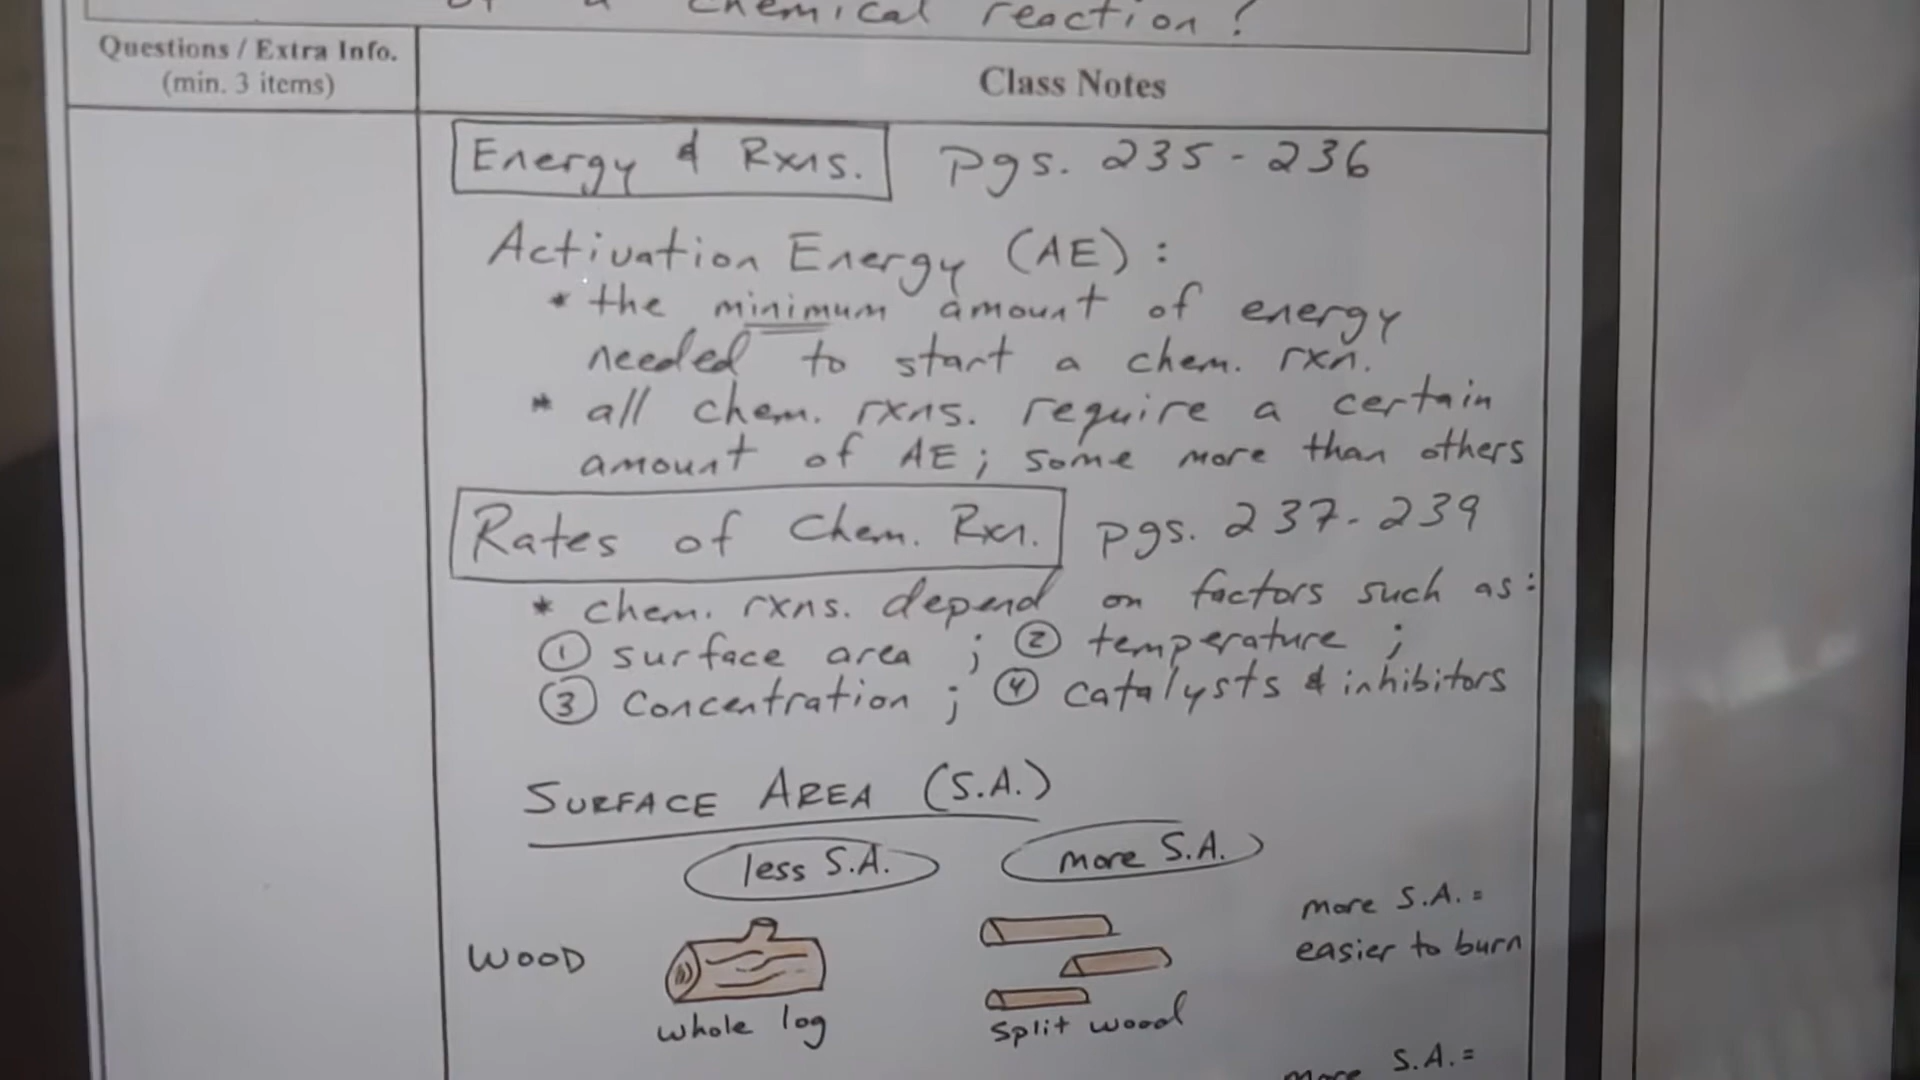 of a chemical reaction?
Questions / Extra Info.
(min. 3 items)
Class Notes
Energy & Rxns. pgs. 235-236
Activation Energy (AE):
* the minimum amount of energy
needed to start a chem. rxn.
* all chem. rxns. require a certain
amount of AE; some more than others
Rates of Chem. Rxn. pgs. 237-239
* chem. rxns. depend on factors such as:
① surface area ; ② temperature ;
③ concentration ; ④ catalysts & inhibitors
SURFACE AREA (S.A.)
less S.A. more S.A.
WOOD
whole log
split wood
more S.A. =
easier to burn
more S.A. =